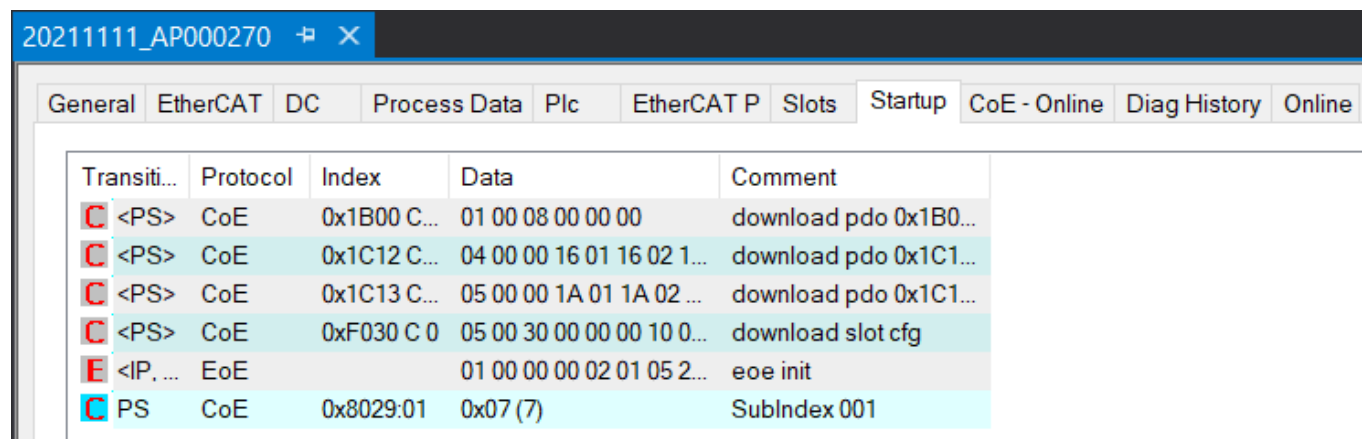 20211111_AP000270
General EtherCAT DC Process Data Plc EtherCAT P Slots Startup CoE - Online Diag History Online
Transiti... Protocol Index Data Comment
C <PS> CoE 0x1B00 C... 01 00 08 00 00 00 download pdo 0x1B0...
C <PS> CoE 0x1C12 C... 04 00 00 16 01 16 02 1... download pdo 0x1C1...
C <PS> CoE 0x1C13 C... 05 00 00 1A 01 1A 02 ... download pdo 0x1C1...
C <PS> CoE 0xF030 C 0 05 00 30 00 00 00 10 0... download slot cfg
E <IP, ... EoE 01 00 00 00 02 01 05 2... eoe init
C PS CoE 0x8029:01 0x07 (7) SubIndex 001